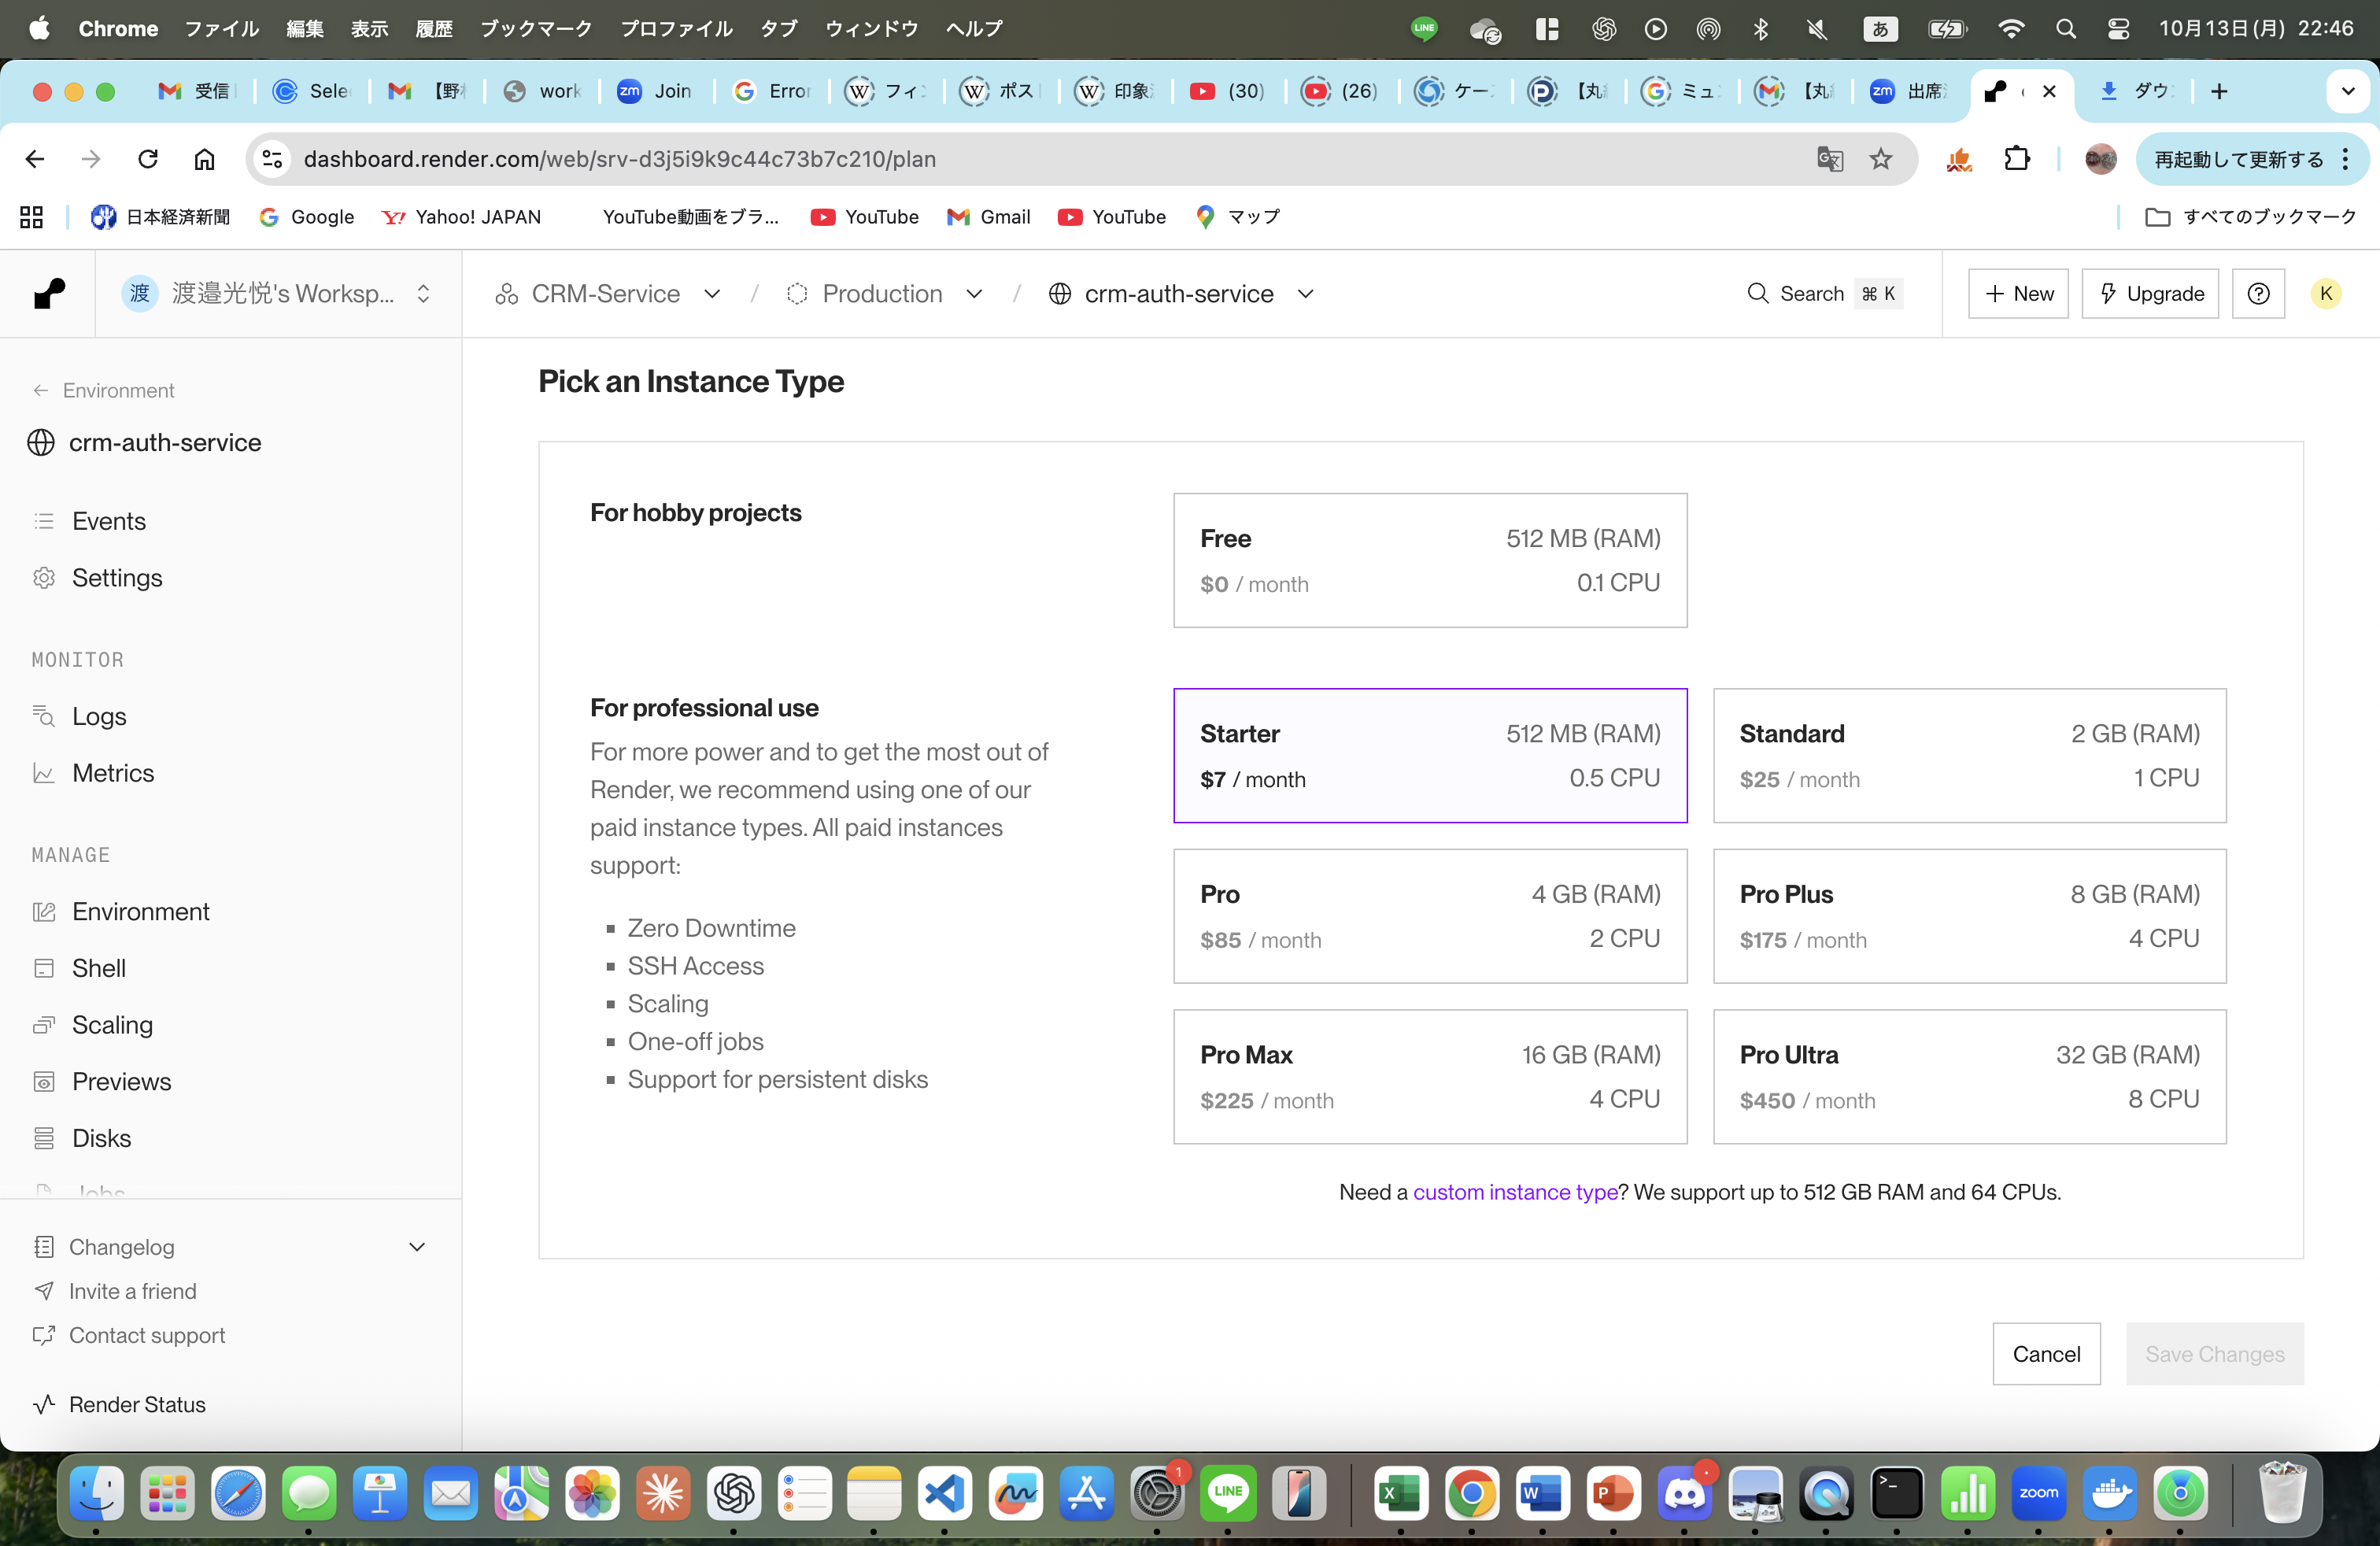 Chrome ファイル 編集 表示 履歴 ブックマーク プロファイル タブ ウィンドウ ヘルプ
LINE あ 10月13日(月) 22:46
受信 Sele 【野 work zm Join Error フィ ポス 印象 (30) (26) ケー 【丸 ミュ 【丸 zm 出席 ダウ
dashboard.render.com/web/srv-d3j5i9k9c44c73b7c210/plan
再起動して更新する
日本経済新聞 Google Yahoo! JAPAN YouTube動画をブラ... YouTube Gmail YouTube マップ すべてのブックマーク
渡 渡邉光悦's Worksp... CRM-Service / Production / crm-auth-service Search ⌘ K + New Upgrade K
Environment
crm-auth-service
Events
Settings
MONITOR
Logs
Metrics
MANAGE
Environment
Shell
Scaling
Previews
Disks
Jobs
Changelog
Invite a friend
Contact support
Render Status
Pick an Instance Type
For hobby projects
Free 512 MB (RAM)
$0 / month 0.1 CPU
For professional use
For more power and to get the most out of
Render, we recommend using one of our
paid instance types. All paid instances
support:
Zero Downtime
SSH Access
Scaling
One-off jobs
Support for persistent disks
Starter 512 MB (RAM)
$7 / month 0.5 CPU
Standard 2 GB (RAM)
$25 / month 1 CPU
Pro 4 GB (RAM)
$85 / month 2 CPU
Pro Plus 8 GB (RAM)
$175 / month 4 CPU
Pro Max 16 GB (RAM)
$225 / month 4 CPU
Pro Ultra 32 GB (RAM)
$450 / month 8 CPU
Need a custom instance type? We support up to 512 GB RAM and 64 CPUs.
Cancel Save Changes
1 LINE zoom